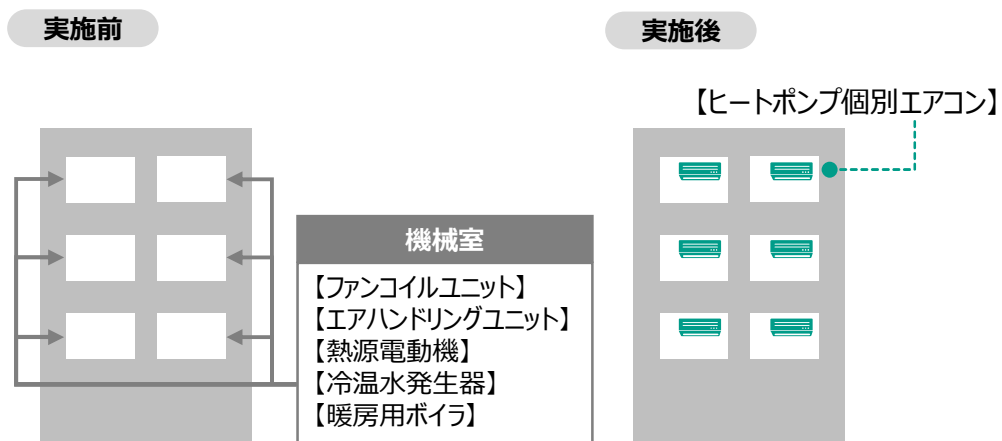 実施前
実施後
【ヒートポンプ個別エアコン】
機械室
【ファンコイルユニット】
【エアハンドリングユニット】
【熱源電動機】
【冷温水発生器】
【暖房用ボイラ】